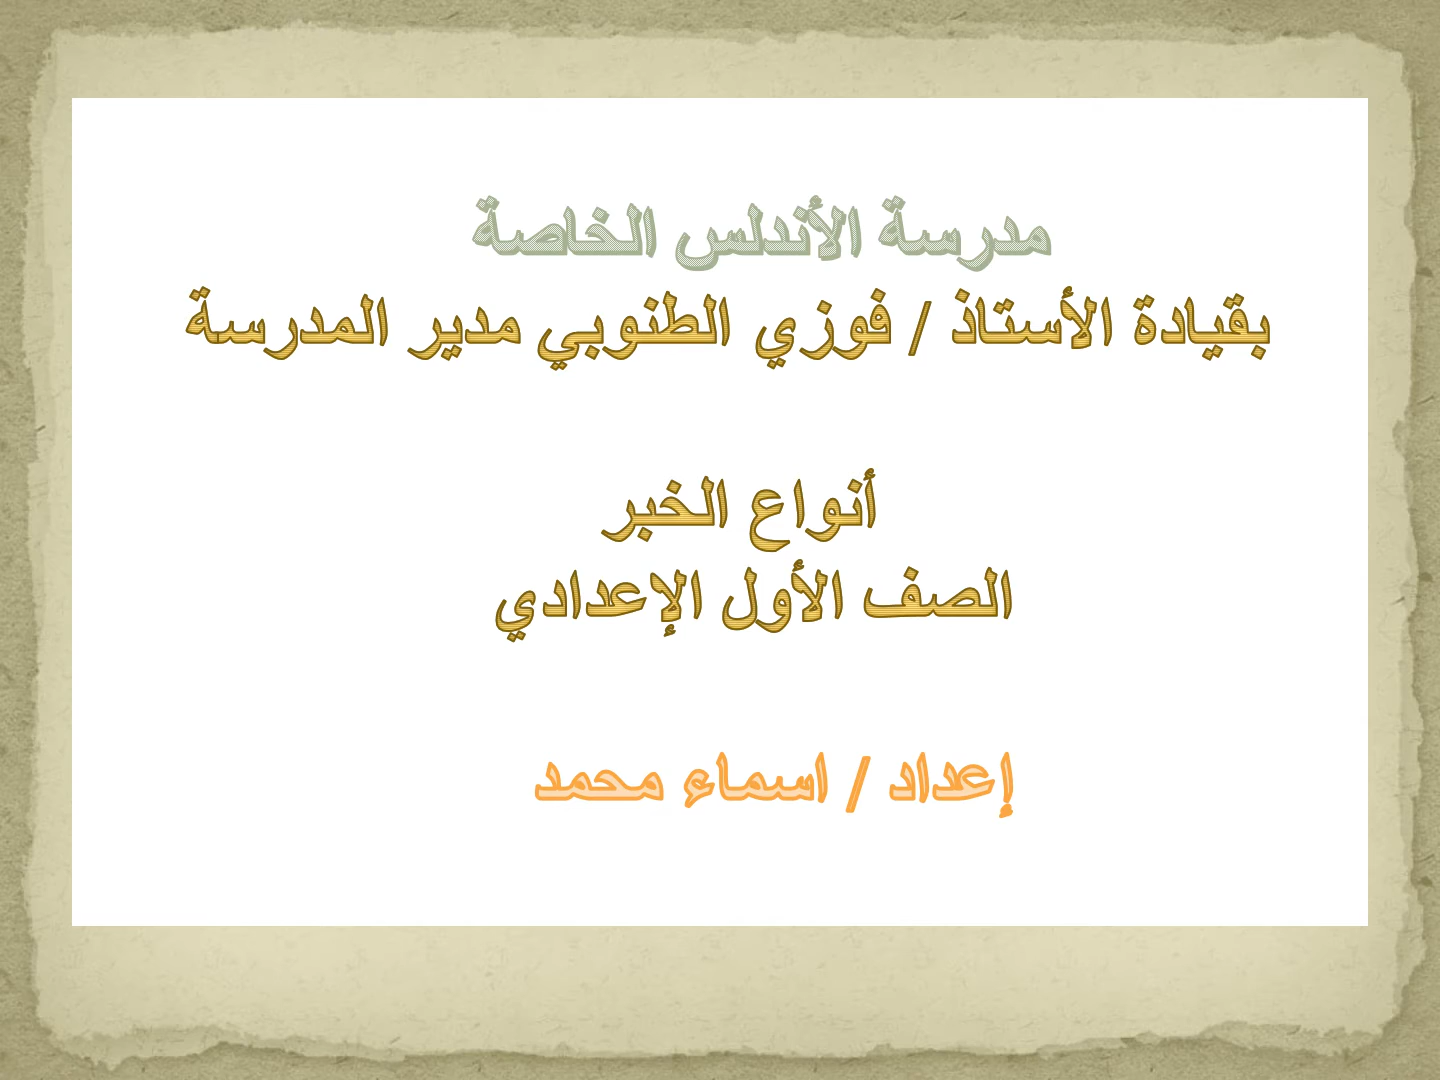 مدرسة الأندلس الخاصة
بقيادة الأستاذ / فوزي الطنوبي مدير المدرسة
أنواع الخبر
الصف الأول الإعدادي
إعداد / اسماء محمد